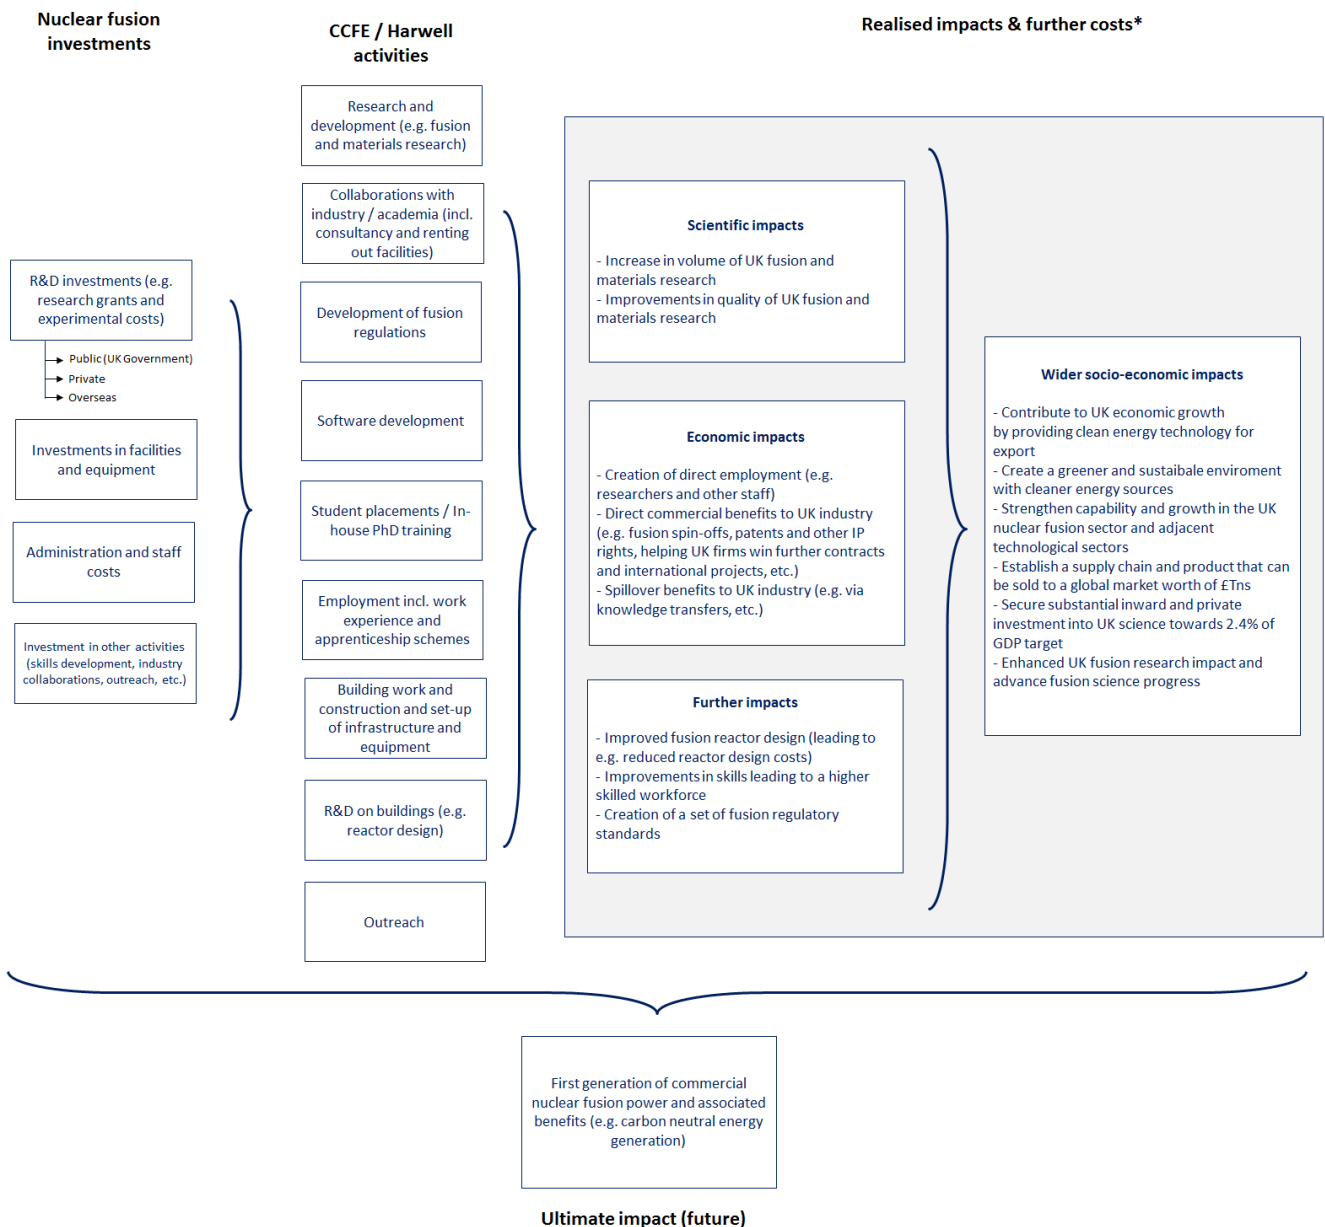 Nuclear fusion
investments
CCFE / Harwell
activities
Realised impacts & further costs*
R&D investments (e.g.
research grants and
experimental costs)
Public (UK Government)
Private
Overseas
Investments in facilities
and equipment
Administration and staff
costs
Investment in other activities
(skills development, industry
collaborations, outreach, etc.)
Research and
development (e.g. fusion
and materials research)
Collaborations with
industry / academia (incl.
consultancy and renting
out facilities)
Development of fusion
regulations
Software development
Student placements / In-
house PhD training
Employment incl. work
experience and
apprenticeship schemes
Building work and
construction and set-up
of infrastructure and
equipment
R&D on buildings (e.g.
reactor design)
Outreach
Scientific impacts
- Increase in volume of UK fusion and
materials research
- Improvements in quality of UK fusion and
materials research
Economic impacts
- Creation of direct employment (e.g.
researchers and other staff)
- Direct commercial benefits to UK industry
(e.g. fusion spin-offs, patents and other IP
rights, helping UK firms win further contracts
and international projects, etc.)
- Spillover benefits to UK industry (e.g. via
knowledge transfers, etc.)
Further impacts
- Improved fusion reactor design (leading to
e.g. reduced reactor design costs)
- Improvements in skills leading to a higher
skilled workforce
- Creation of a set of fusion regulatory
standards
Wider socio-economic impacts
- Contribute to UK economic growth
by providing clean energy technology for
export
- Create a greener and sustaibale enviroment
with cleaner energy sources
- Strengthen capability and growth in the UK
nuclear fusion sector and adjacent
technological sectors
- Establish a supply chain and product that can
be sold to a global market worth of £Tns
- Secure substantial inward and private
investment into UK science towards 2.4% of
GDP target
- Enhanced UK fusion research impact and
advance fusion science progress
First generation of commercial
nuclear fusion power and associated
benefits (e.g. carbon neutral energy
generation)
Ultimate impact (future)